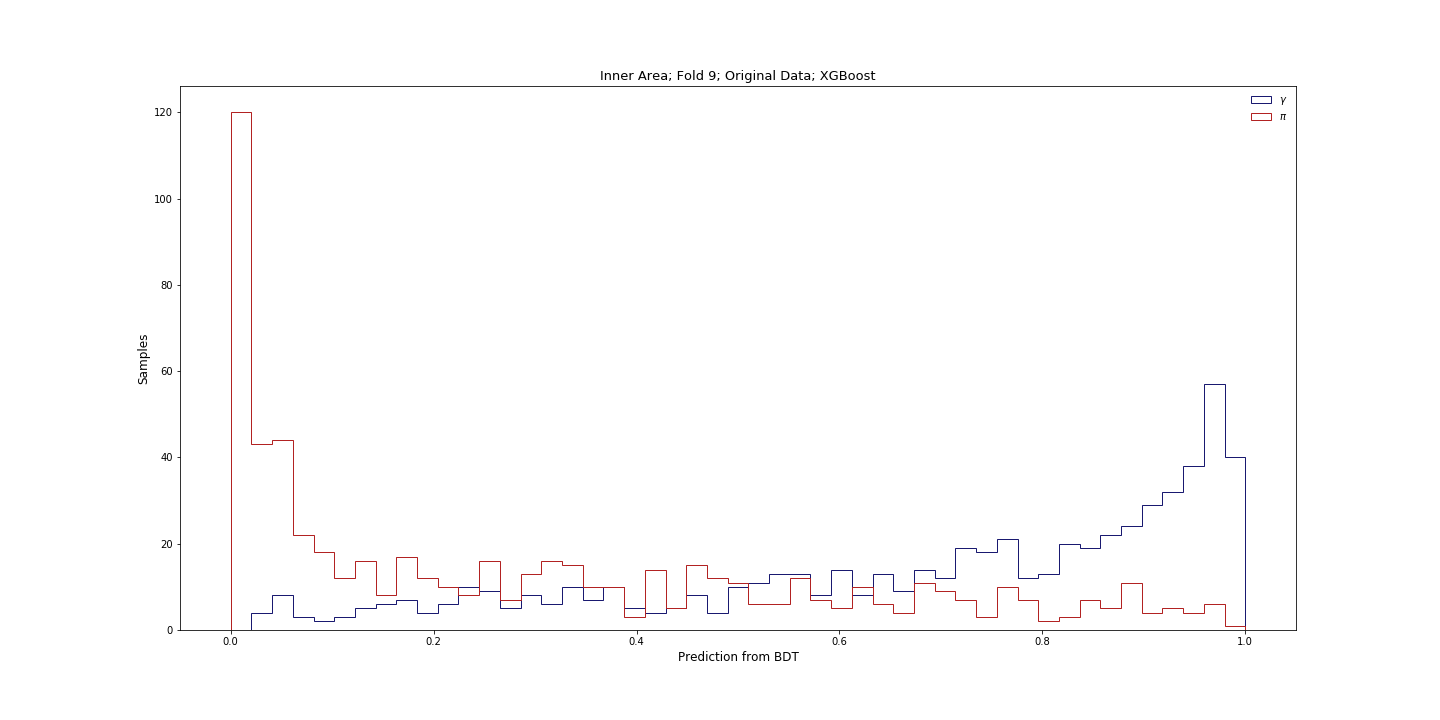 Inner Area; Fold 9; Original Data; XGBoost
γ
π
120
100
80
60
40
20
0
Samples
0.0 0.2 0.4 0.6 0.8 1.0
Prediction from BDT